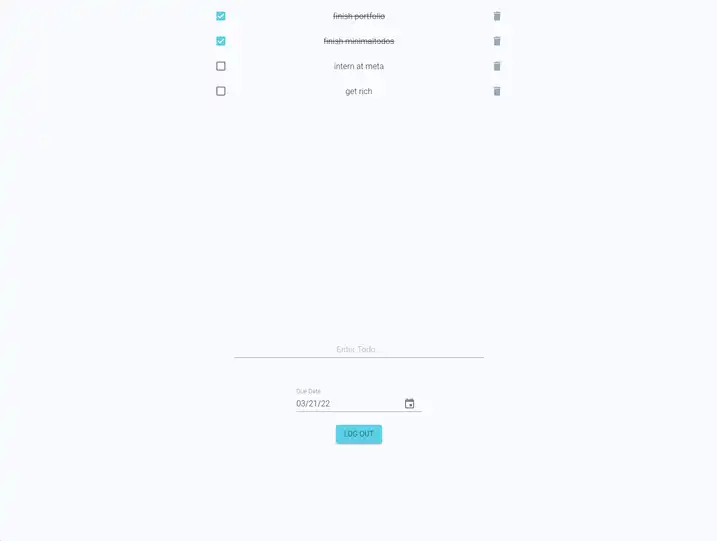 finish portfolio
finish minimaltodos
intern at meta
get rich
Enter Todo...
Due Date
03/21/22
LOG OUT